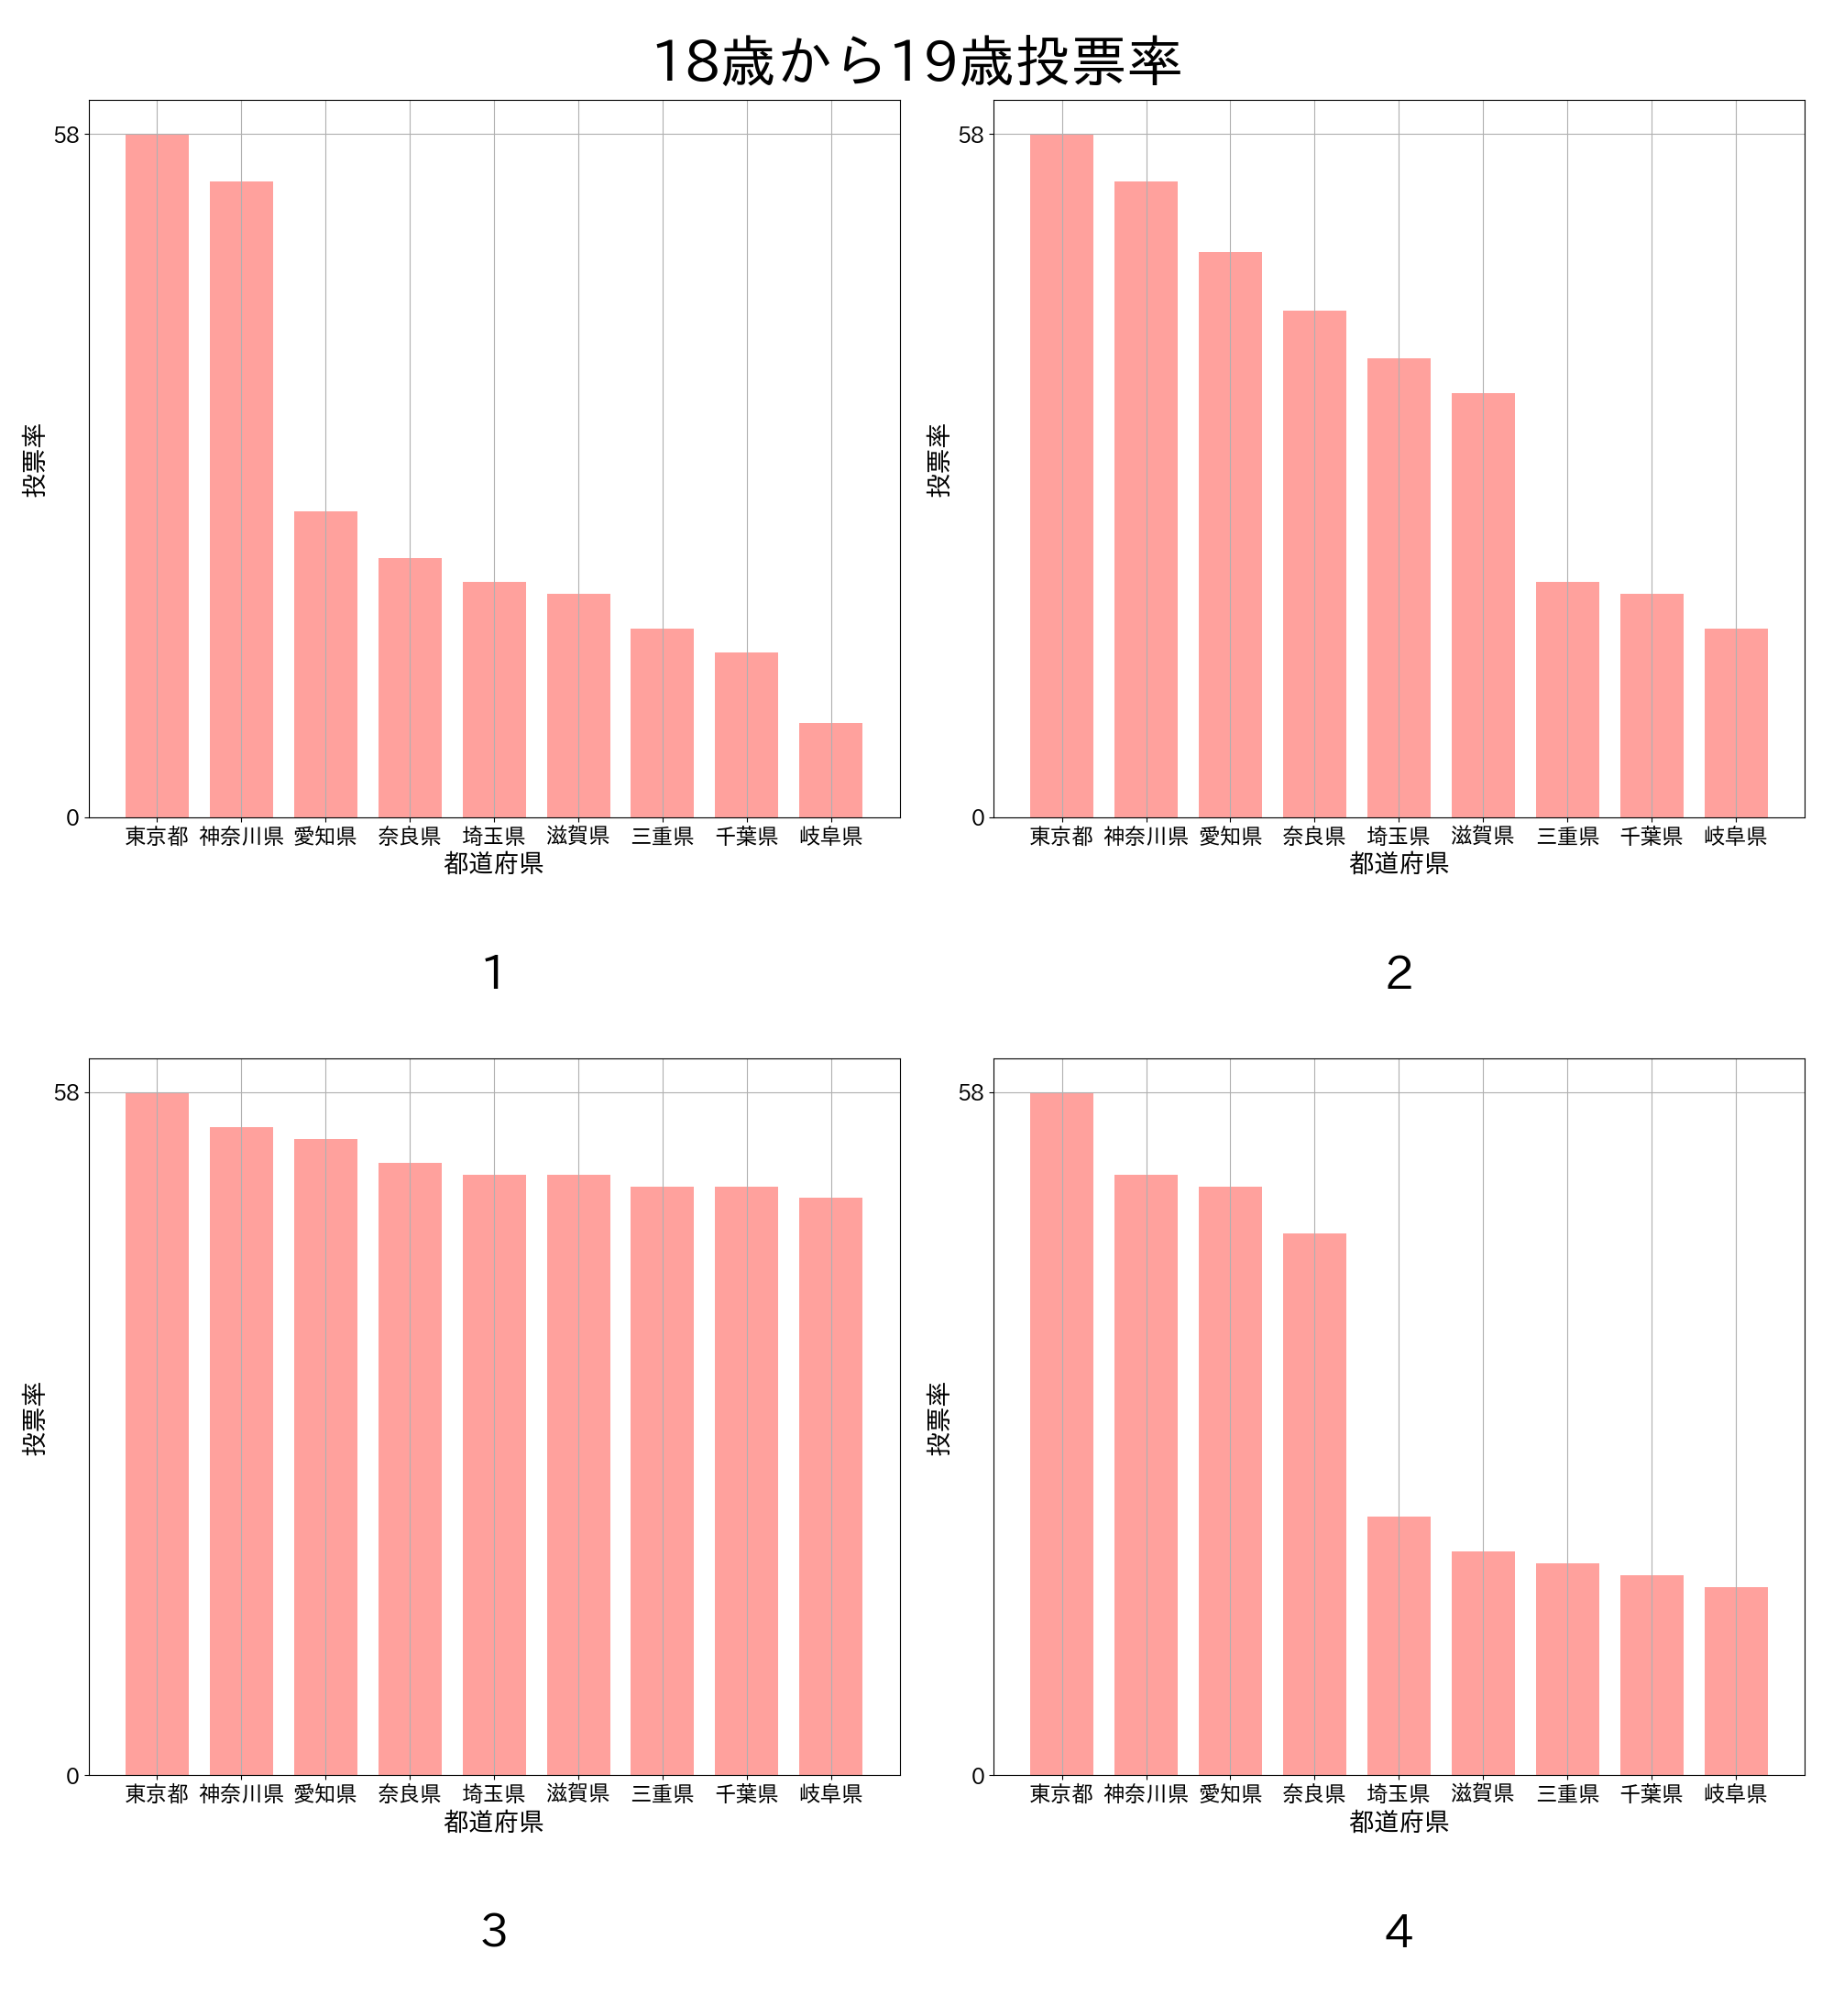 18歳から19歳投票率
58
0
投票率
東京都 神奈川県 愛知県 奈良県 埼玉県 滋賀県 三重県 千葉県 岐阜県
都道府県
1
58
0
投票率
東京都 神奈川県 愛知県 奈良県 埼玉県 滋賀県 三重県 千葉県 岐阜県
都道府県
2
58
0
投票率
東京都 神奈川県 愛知県 奈良県 埼玉県 滋賀県 三重県 千葉県 岐阜県
都道府県
3
58
0
投票率
東京都 神奈川県 愛知県 奈良県 埼玉県 滋賀県 三重県 千葉県 岐阜県
都道府県
4